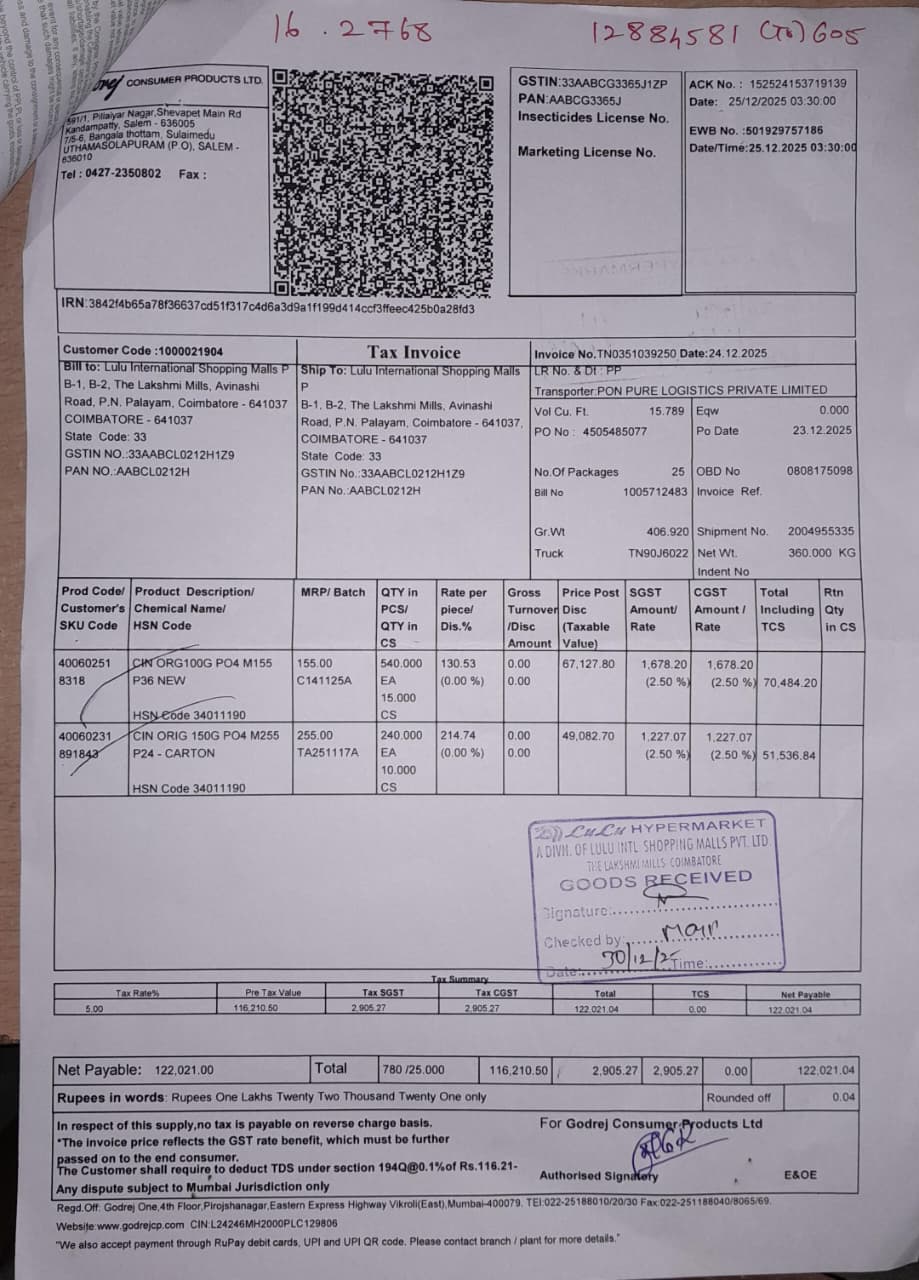 16 . 2768
12884581 (TO) G05
CONSUMER PRODUCTS LTD.
591/1, Pillaiyar Nagar,Shevapet Main Rd
Kandampatty, Salem - 636005
7/5-6, Bangala thottam, Sulaimedu
UTHAMASOLAPURAM (P.O), SALEM -
636010
Tel : 0427-2350802 Fax :
GSTIN:33AABCG3365J1ZP
PAN:AABCG3365J
Insecticides License No.
Marketing License No.
ACK No. : 152524153719139
Date: 25/12/2025 03:30:00
EWB No. :501929757186
Date/Time:25.12.2025 03:30:00
IRN:3842f4b65a78f36637cd51f317c4d6a3d9a1f199d414ccf3ffeec425b0a28fd3
Customer Code :1000021904
Bill to: Lulu International Shopping Malls P
B-1, B-2, The Lakshmi Mills, Avinashi
Road, P.N. Palayam, Coimbatore - 641037
COIMBATORE - 641037
State Code: 33
GSTIN NO.:33AABCL0212H1Z9
PAN NO.:AABCL0212H
Tax Invoice
Ship To: Lulu International Shopping Malls
P
B-1, B-2, The Lakshmi Mills, Avinashi
Road, P.N. Palayam, Coimbatore - 641037,
COIMBATORE - 641037
State Code: 33
GSTIN No.:33AABCL0212H1Z9
PAN No.:AABCL0212H
Invoice No.TN0351039250 Date:24.12.2025
LR No. & Dt : PP
Transporter:PON PURE LOGISTICS PRIVATE LIMITED
Vol Cu. Ft. 15.789 Eqw 0.000
PO No : 4505485077 Po Date 23.12.2025
No.Of Packages 25 OBD No 0808175098
Bill No 1005712483 Invoice Ref.
Gr.Wt 406.920 Shipment No. 2004955335
Truck TN90J6022 Net Wt. 360.000 KG
Indent No
Prod Code/ Product Description/ MRP/ Batch QTY in Rate per Gross Price Post SGST CGST Total Rtn
Customer's Chemical Name/ PCS/ piece/ Turnover Disc Amount/ Amount / Including Qty
SKU Code HSN Code QTY in Dis.% /Disc (Taxable Rate Rate TCS in CS
CS Amount Value)
40060251 CIN ORG100G PO4 M155 155.00 540.000 130.53 0.00 67,127.80 1,678.20 1,678.20
8318 P36 NEW C141125A EA (0.00 %) 0.00 (2.50 %) (2.50 %) 70,484.20
15.000
HSN Code 34011190 CS
40060231 CIN ORIG 150G PO4 M255 255.00 240.000 214.74 0.00 49,082.70 1,227.07 1,227.07
891843 P24 - CARTON TA251117A EA (0.00 %) 0.00 (2.50 %) (2.50 %) 51,536.84
10.000
HSN Code 34011190 CS
LuLu HYPERMARKET
A DIVN. OF LULU INTL. SHOPPING MALLS PVT. LTD
THE LAKSHMI MILLS, COIMBATORE
GOODS RECEIVED
Signature:
Checked by:
Date: 30/12/25 Time:
Tax Summary
Tax Rate% Pre Tax Value Tax SGST Tax CGST Total TCS Net Payable
5.00 116,210.50 2,905.27 2,905.27 122,021.04 0.00 122,021.04
Net Payable: 122,021.00 Total 780 /25.000 116,210.50 / 2,905.27 2,905.27 0.00 122,021.04
Rupees in words: Rupees One Lakhs Twenty Two Thousand Twenty One only Rounded off 0.04
In respect of this supply,no tax is payable on reverse charge basis.
*The invoice price reflects the GST rate benefit, which must be further
passed on to the end consumer.
The Customer shall require to deduct TDS under section 194Q@0.1%of Rs.116.21-
Any dispute subject to Mumbai Jurisdiction only
For Godrej Consumer Products Ltd
Authorised Signatory E&OE
Regd.Off: Godrej One,4th Floor,Pirojshanagar,Eastern Express Highway Vikroli(East),Mumbai-400079. TEl:022-25188010/20/30 Fax:022-251188040/8065/69.
Website:www.godrejcp.com CIN:L24246MH2000PLC129806
"We also accept payment through RuPay debit cards, UPI and UPI QR code. Please contact branch / plant for more details."